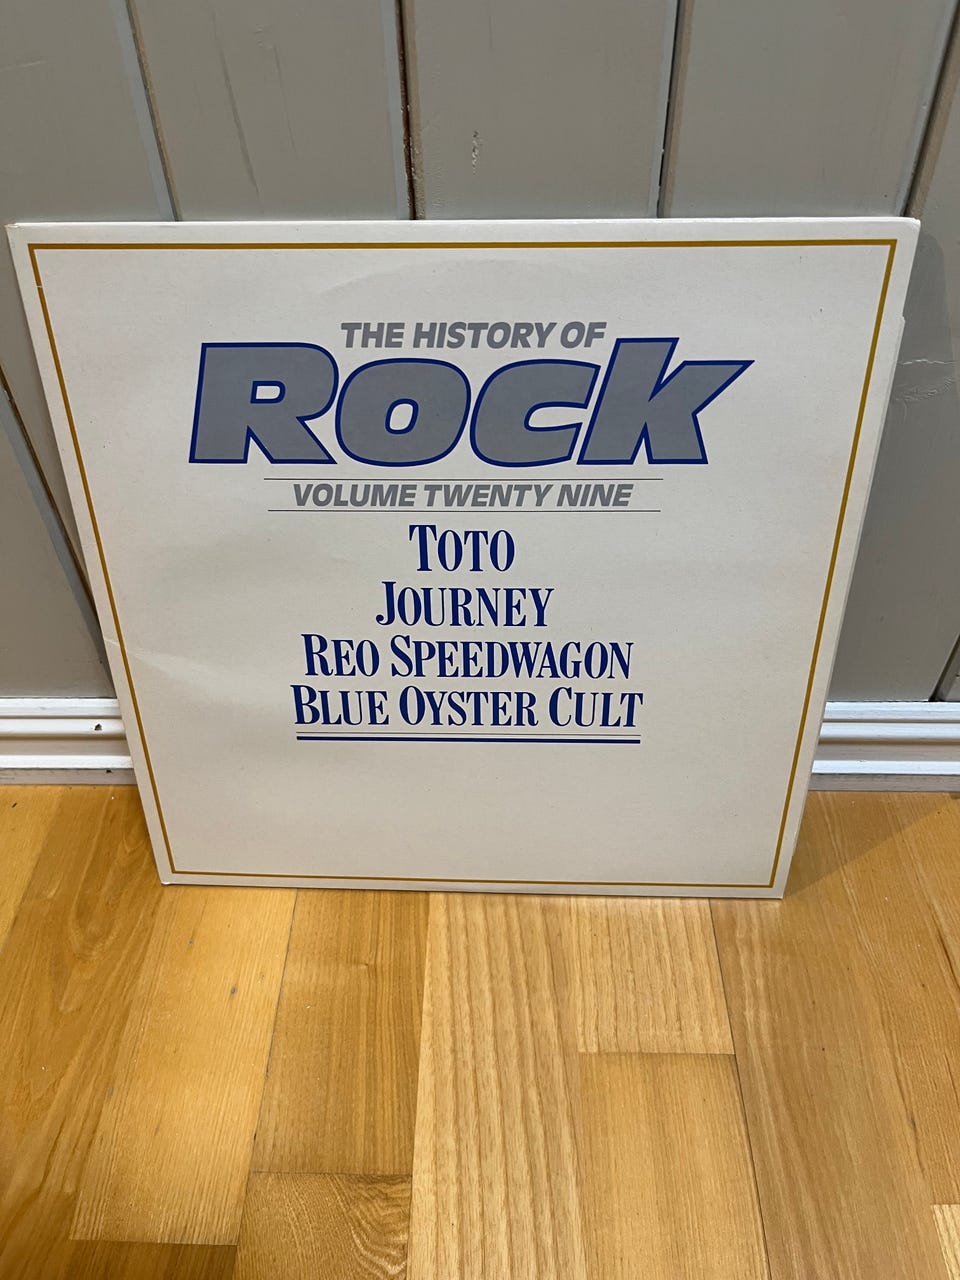 THE HISTORY OF
ROCK
VOLUME TWENTY NINE
TOTO
JOURNEY
REO SPEEDWAGON
BLUE OYSTER CULT